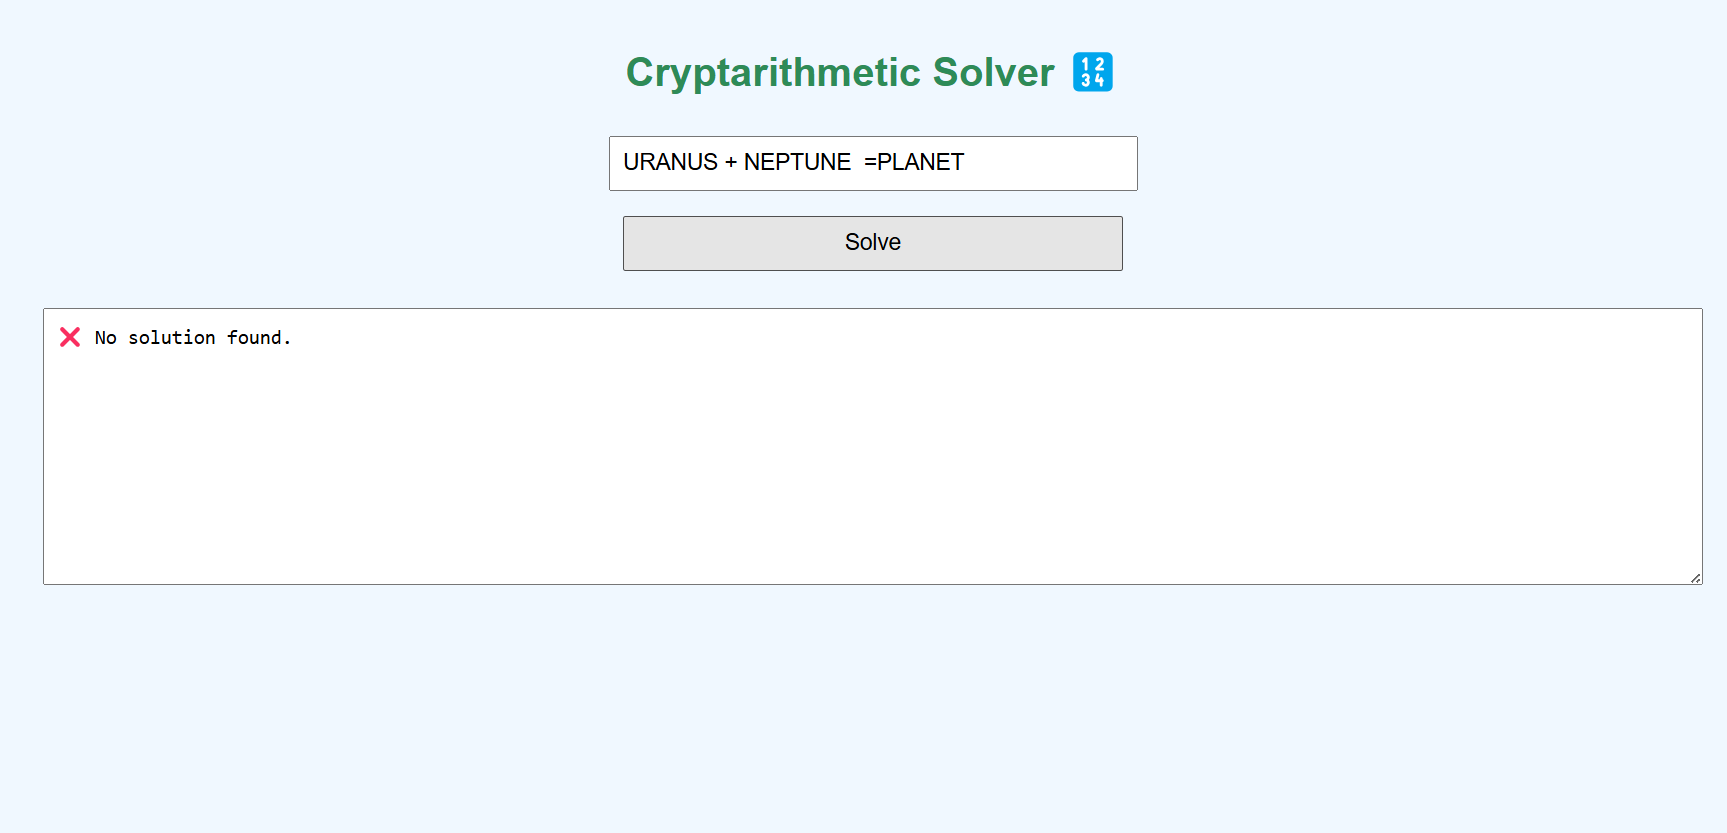 Cryptarithmetic Solver 🔢
URANUS + NEPTUNE  =PLANET
Solve
❌ No solution found.